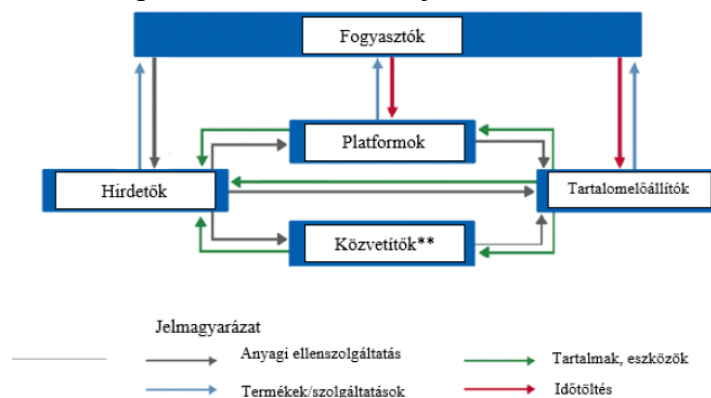 Fogyasztók
Platformok
Hirdetők
Tartalomelőállítók
Közvetítők**
Jelmagyarázat
Anyagi ellenszolgáltatás
Tartalmak, eszközök
Termékek/szolgáltatások
Időtöltés